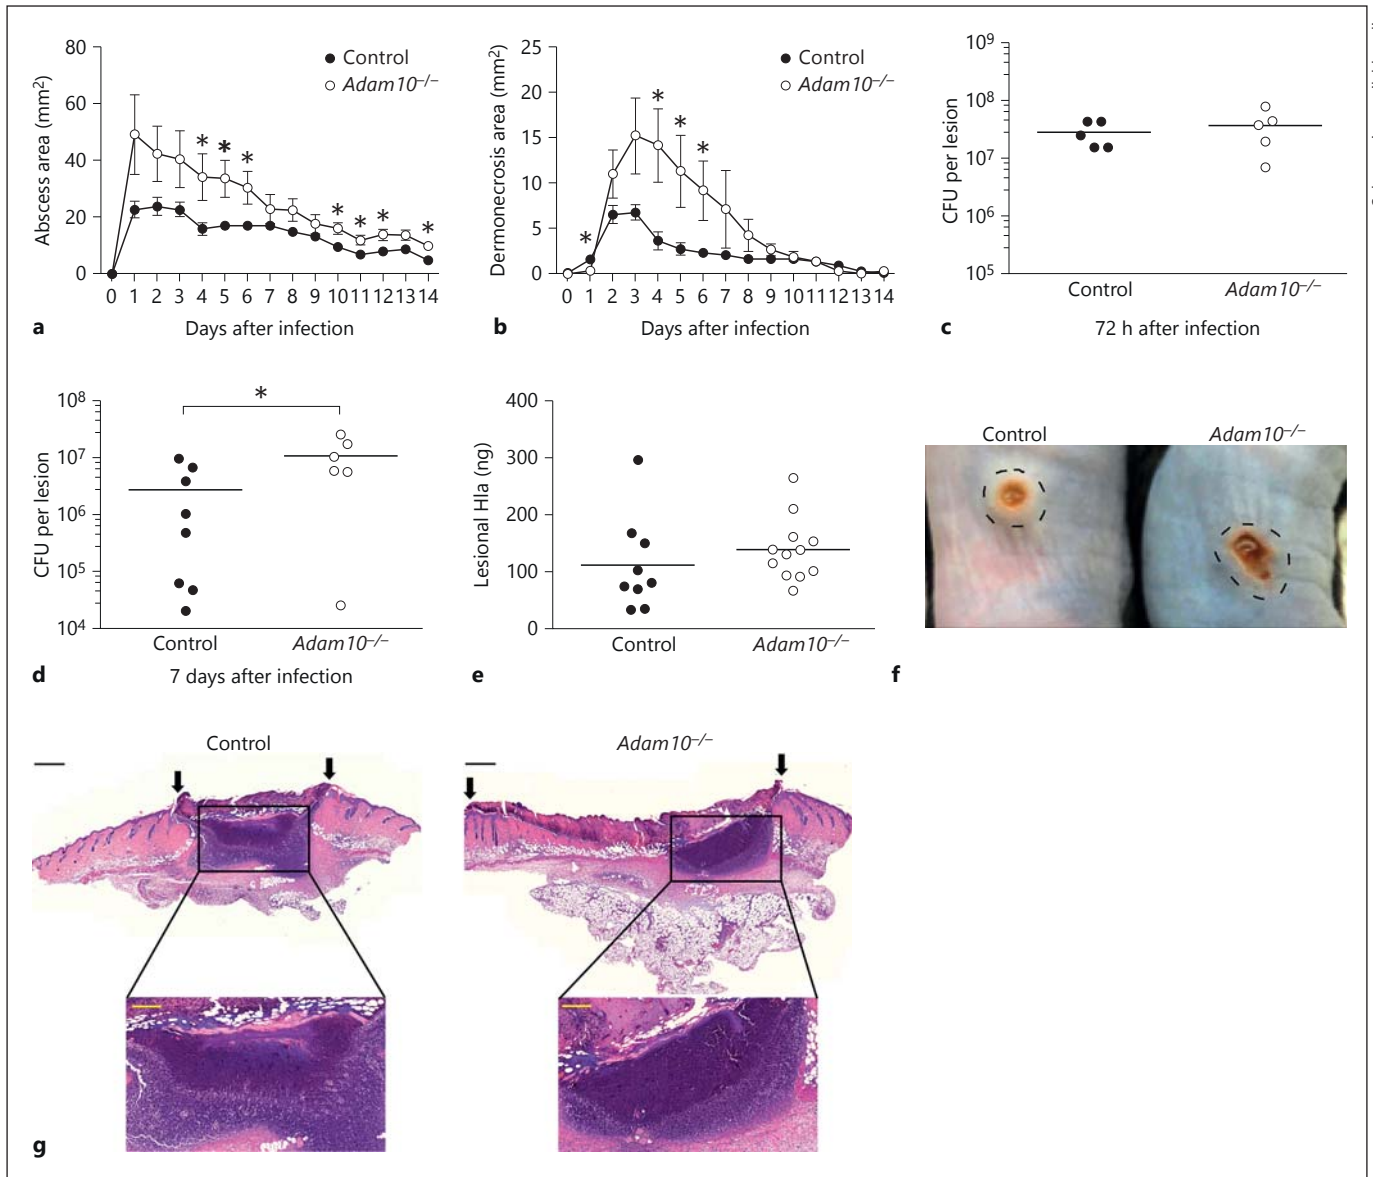 80
60
40
20
0
Abscess area (mm²)
Control
Adam10–/–
* * * * * * *
0 1 2 3 4 5 6 7 8 9 10 11 12 13 14
Days after infection
a
25
20
15
10
5
0
Dermonecrosis area (mm²)
Control
Adam10–/–
* * * *
0 1 2 3 4 5 6 7 8 9 10 11 12 13 14
Days after infection
b
10⁹
10⁸
10⁷
10⁶
10⁵
CFU per lesion
Control Adam10–/–
72 h after infection
c
10⁸
10⁷
10⁶
10⁵
10⁴
CFU per lesion
*
Control Adam10–/–
7 days after infection
d
400
300
200
100
0
Lesional Hla (ng)
Control Adam10–/–
e
Control Adam10–/–
f
Control Adam10–/–
g